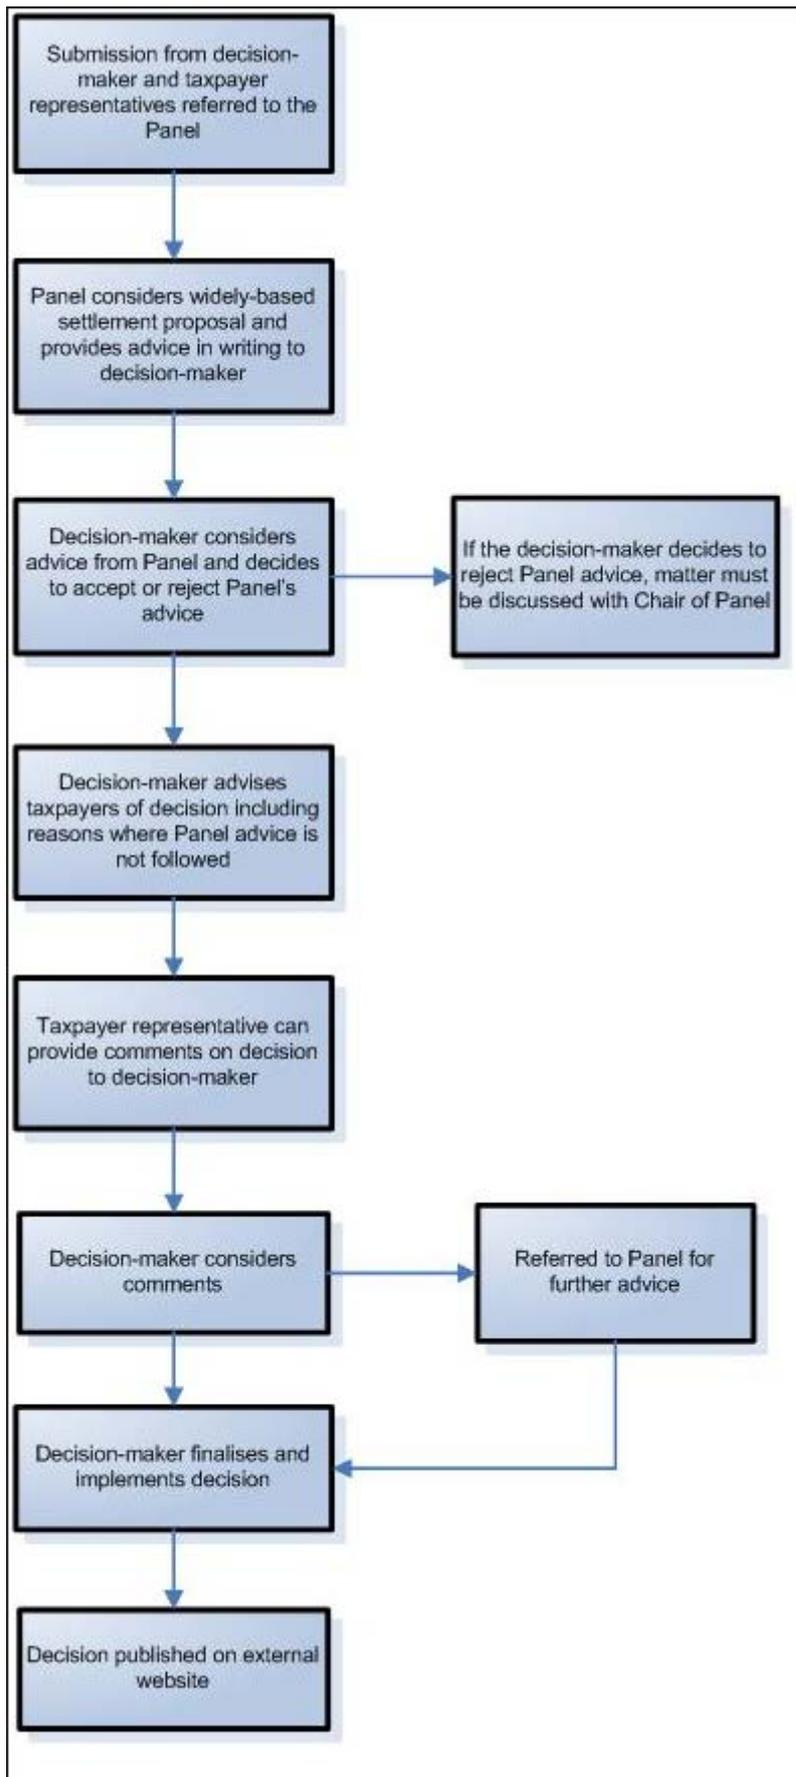 Submission from decision-
maker and taxpayer
representatives referred to the
Panel
Panel considers widely-based
settlement proposal and
provides advice in writing to
decision-maker
Decision-maker considers
advice from Panel and decides
to accept or reject Panel's
advice
If the decision-maker decides to
reject Panel advice, matter must
be discussed with Chair of Panel
Decision-maker advises
taxpayers of decision including
reasons where Panel advice is
not followed
Taxpayer representative can
provide comments on decision
to decision-maker
Decision-maker considers
comments
Referred to Panel for
further advice
Decision-maker finalises and
implements decision
Decision published on external
website